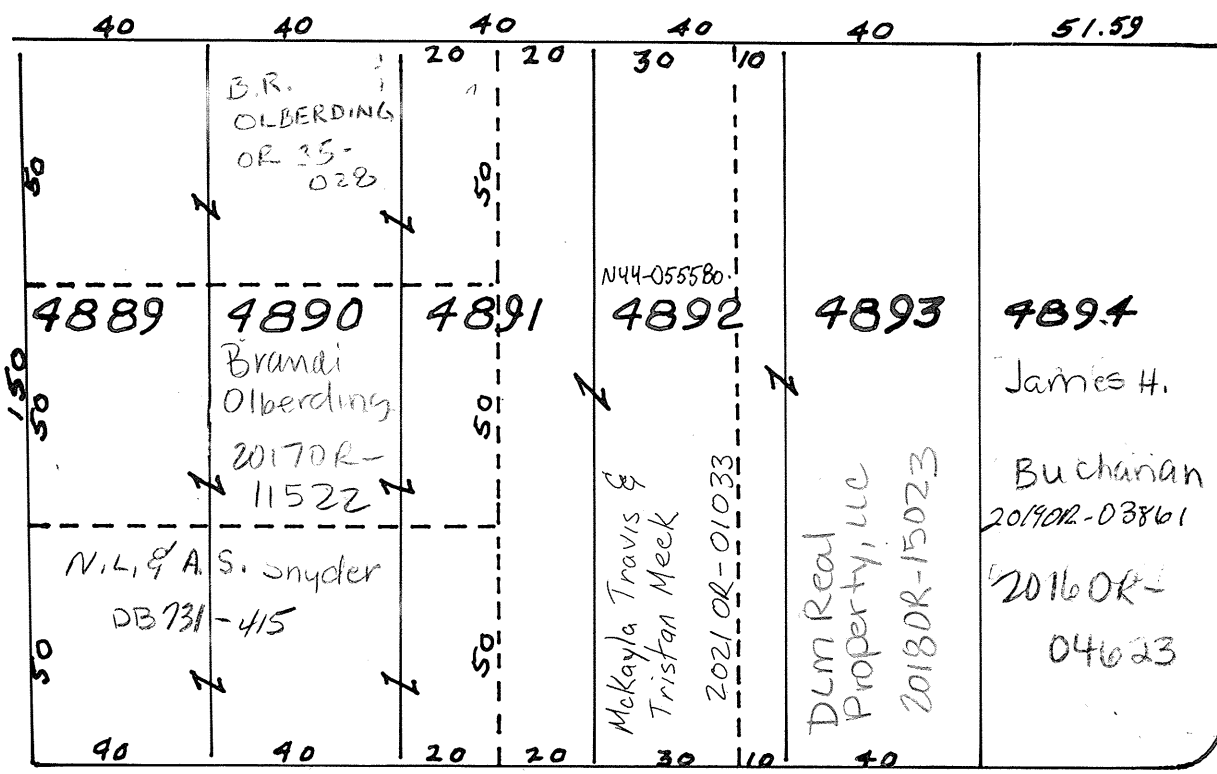 40 40 40 40 40 51.59
20 20 30 10
B.R.
OLBERDING
OR 35-
028
50 50
N44-055580.
4889 4890 4891 4892 4893 4894
150
50 50
Brandi
Olberding
2017OR-
11522
James H.
Buchanan
2019OR-03861
2016OR-
04623
N.L. & A.S. Snyder
DB 731-415
50 50
McKayla Travis &
Tristan Meek
2021OR-01033
DLM Real
Property, LLC
2018OR-15023
40 40 20 20 30 10 40